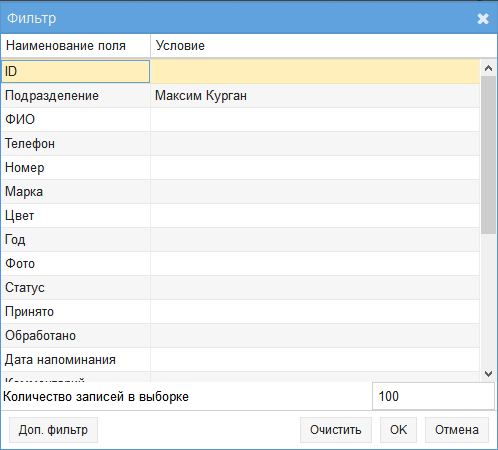 Фильтр
Наименование поля Условие
ID
Подразделение Максим Курган
ФИО
Телефон
Номер
Марка
Цвет
Год
Фото
Статус
Принято
Обработано
Дата напоминания
Комментарий
Количество записей в выборке 100
Доп. фильтр Очистить OK Отмена